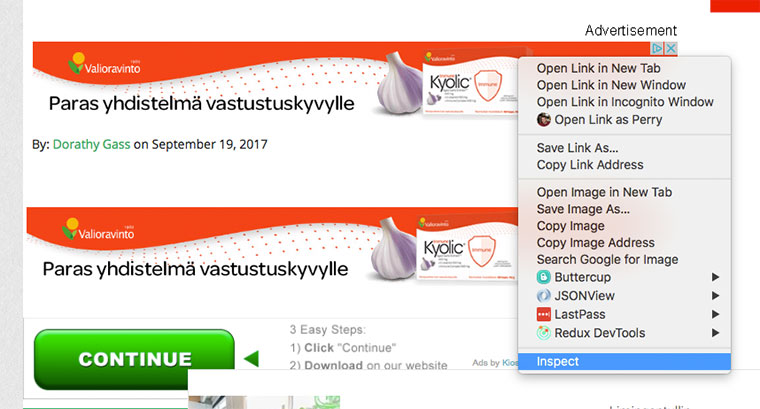 Advertisement
Valioravinto
Paras yhdistelmä vastustuskyvylle
Kyolic
immune
By: Dorathy Gass on September 19, 2017
Valioravinto
Paras yhdistelmä vastustuskyvylle
Kyolic
immune
CONTINUE
3 Easy Steps:
1) Click "Continue"
2) Download on our website
Ads by Kios
Open Link in New Tab
Open Link in New Window
Open Link in Incognito Window
Open Link as Perry
Save Link As...
Copy Link Address
Open Image in New Tab
Save Image As...
Copy Image
Copy Image Address
Search Google for Image
Buttercup
JSONView
LastPass
Redux DevTools
Inspect